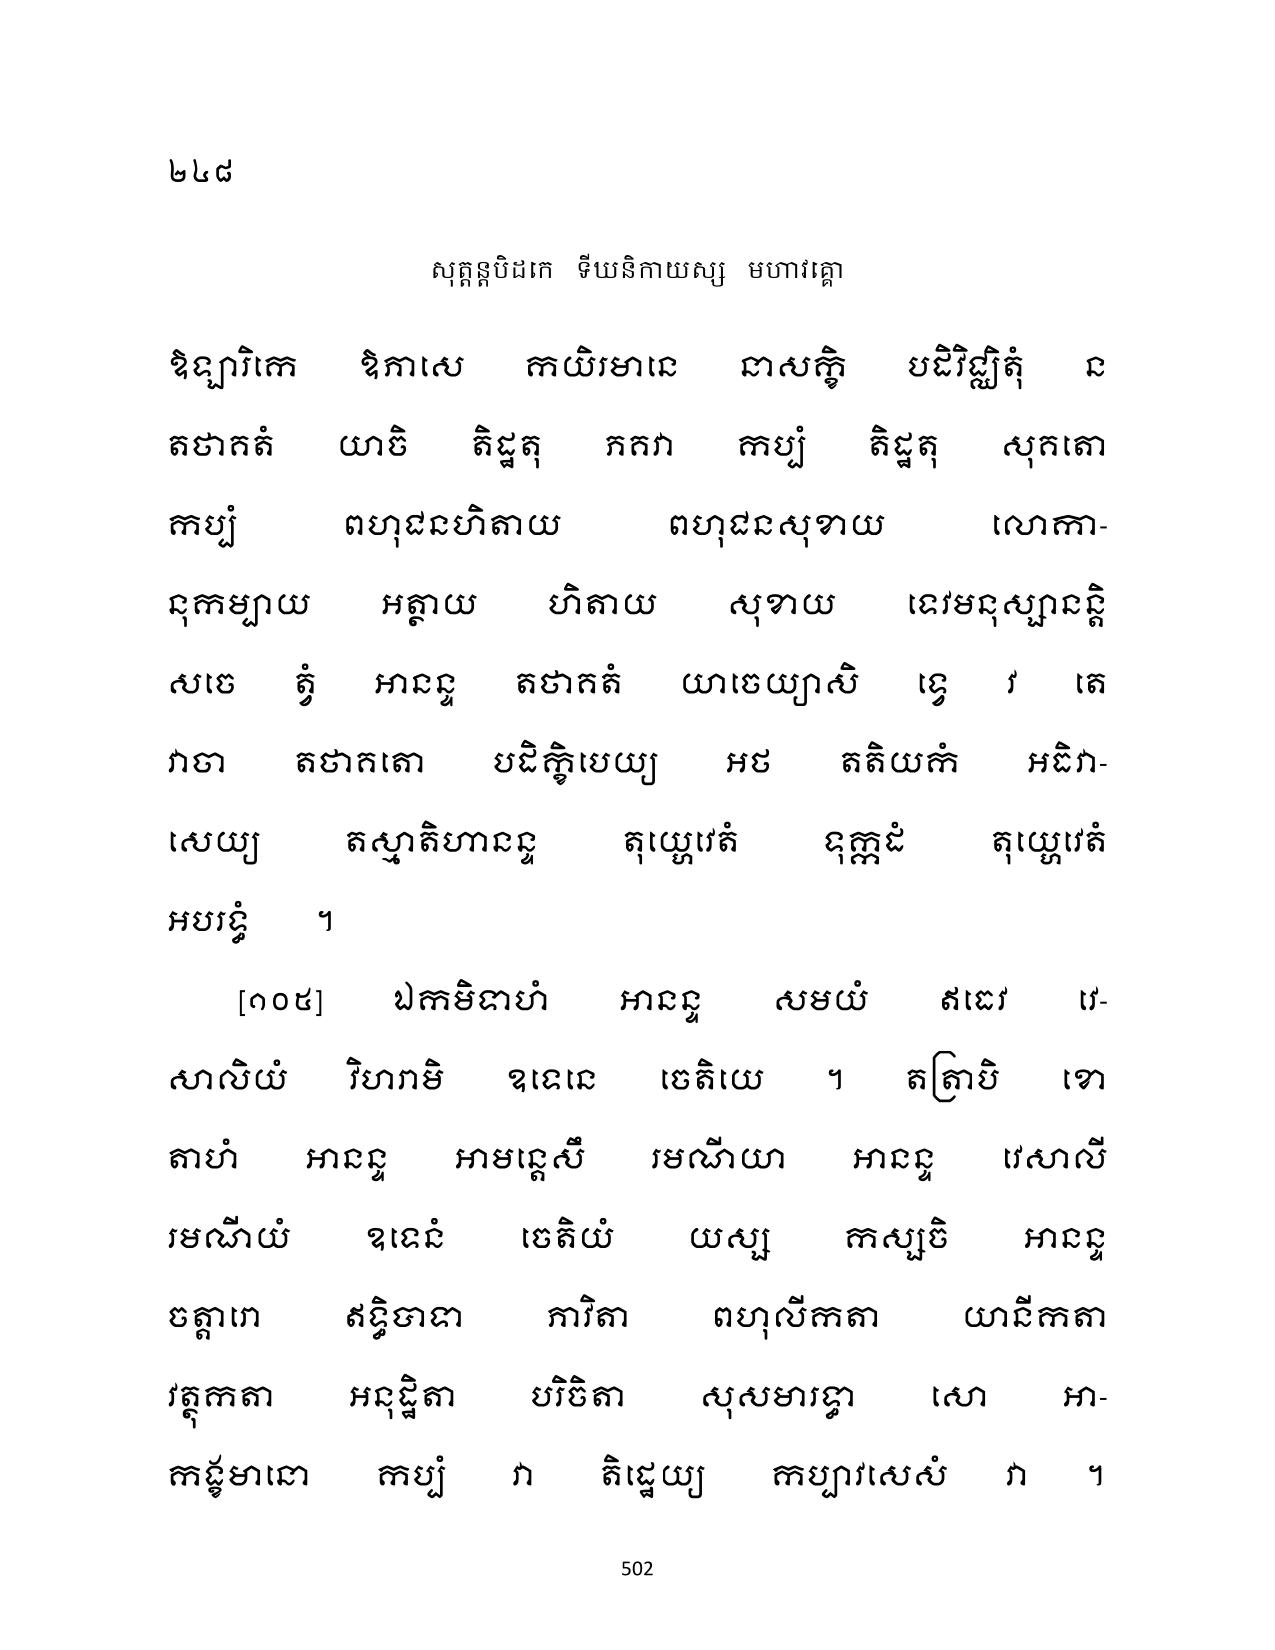 ២៤៨
សុត្តន្តបិដកេ ទីឃនិកាយស្ស មហាវគ្គោ
ឱឡារិកេ ឱភាសេ កយិរមានេ នាសក្ខិ បដិវិជ្ឈិតុំ ន
តថាគតំ យាចិ តិដ្ឋតុ ភគវា កប្បំ តិដ្ឋតុ សុគតោ
កប្បំ ពហុជនហិតាយ ពហុជនសុខាយ លោកា-
នុកម្បាយ អត្ថាយ ហិតាយ សុខាយ ទេវមនុស្សានន្តិ
សចេ ត្វំ អានន្ទ តថាគតំ យាចេយ្យាសិ ទ្វេ វ តេ
វាចា តថាគតោ បដិក្ខិបេយ្យ អថ តតិយកំ អធិវា-
សេយ្យ តស្មាតិហានន្ទ តុយ្ហេវេតំ ទុក្កដំ តុយ្ហេវេតំ
អបរទ្ធំ ។
[១០៥] ឯកមិទាហំ អានន្ទ សមយំ ឥធេវ វេ-
សាលិយំ វិហរាមិ ឧទេនេ ចេតិយេ ។ តត្រាបិ ខោ
តាហំ អានន្ទ អាមន្តេសឹ រមណីយា អានន្ទ វេសាលី
រមណីយំ ឧទេនំ ចេតិយំ យស្ស កស្សចិ អានន្ទ
ចត្តារោ ឥទ្ធិបាទា ភាវិតា ពហុលីកតា យានីកតា
វត្ថុកតា អនុដ្ឋិតា បរិចិតា សុសមារទ្ធា សោ អា-
កង្ខមានោ កប្បំ វា តិដ្ឋេយ្យ កប្បាវសេសំ វា ។
502